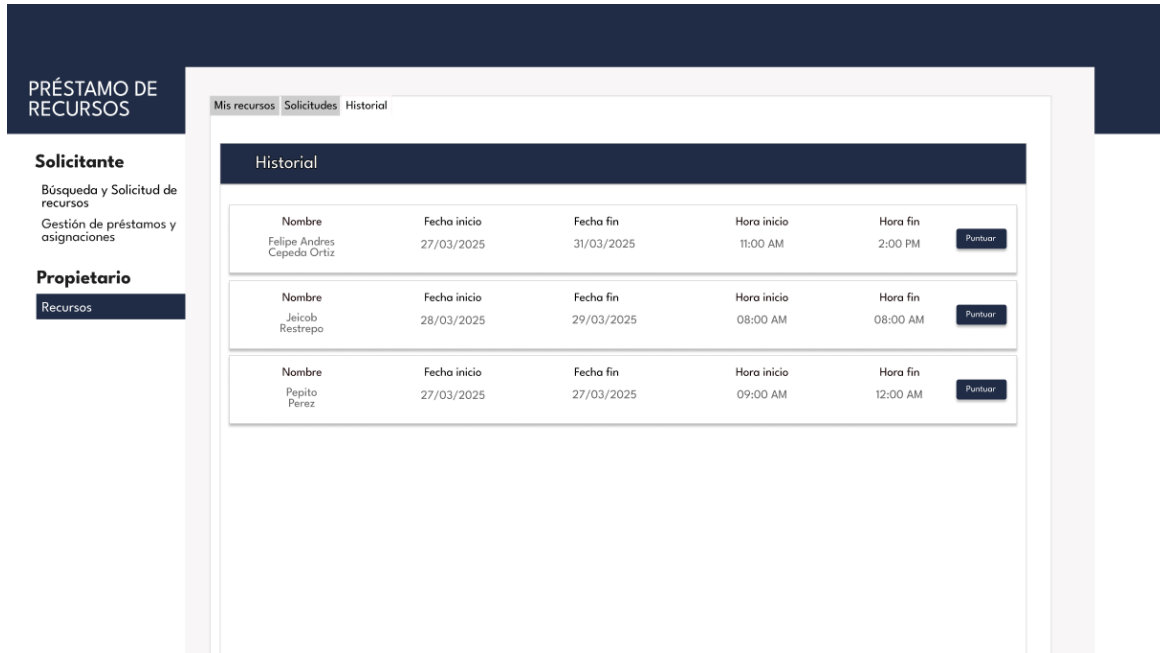 PRÉSTAMO DE
RECURSOS
Solicitante
Búsqueda y Solicitud de
recursos
Gestión de préstamos y
asignaciones
Propietario
Recursos
Mis recursos Solicitudes Historial
Historial
Nombre Fecha inicio Fecha fin Hora inicio Hora fin
Felipe Andres
Cepeda Ortiz
27/03/2025 31/03/2025 11:00 AM 2:00 PM
Puntuar
Nombre Fecha inicio Fecha fin Hora inicio Hora fin
Jeicob
Restrepo
28/03/2025 29/03/2025 08:00 AM 08:00 AM
Puntuar
Nombre Fecha inicio Fecha fin Hora inicio Hora fin
Pepito
Perez
27/03/2025 27/03/2025 09:00 AM 12:00 AM
Puntuar